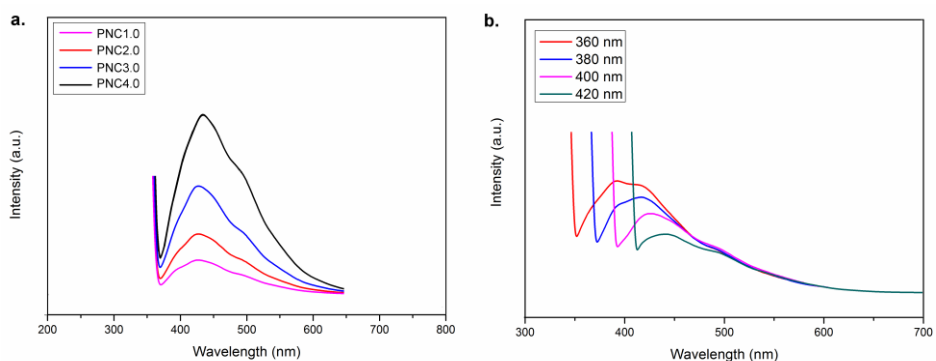 a.
PNC1.0
PNC2.0
PNC3.0
PNC4.0
Intensity (a.u.)
200 300 400 500 600 700 800
Wavelength (nm)
b.
360 nm
380 nm
400 nm
420 nm
Intensity (a.u.)
300 400 500 600 700
Wavelength (nm)